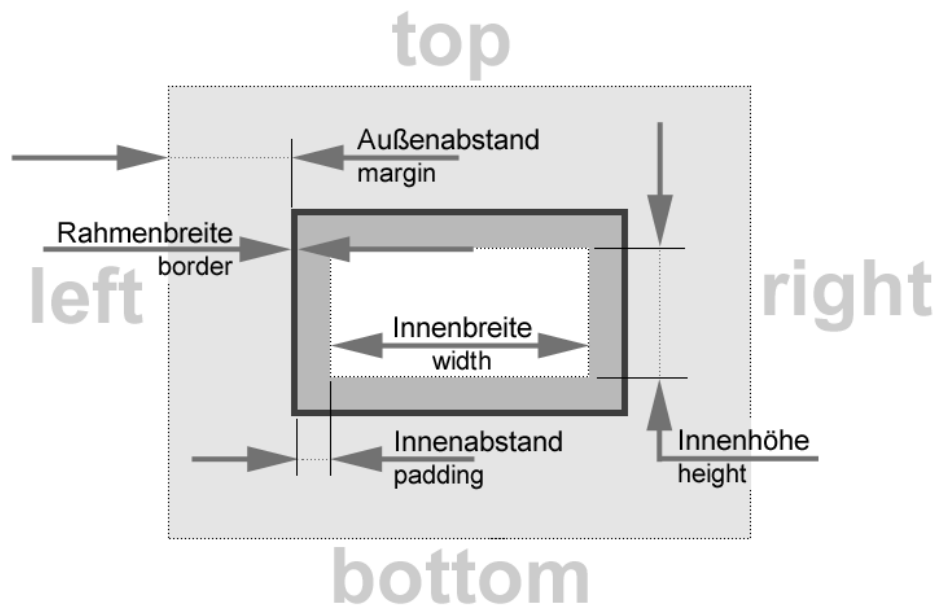 top
Außenabstand
margin
Rahmenbreite
border
left
right
Innenbreite
width
Innenabstand
padding
Innenhöhe
height
bottom